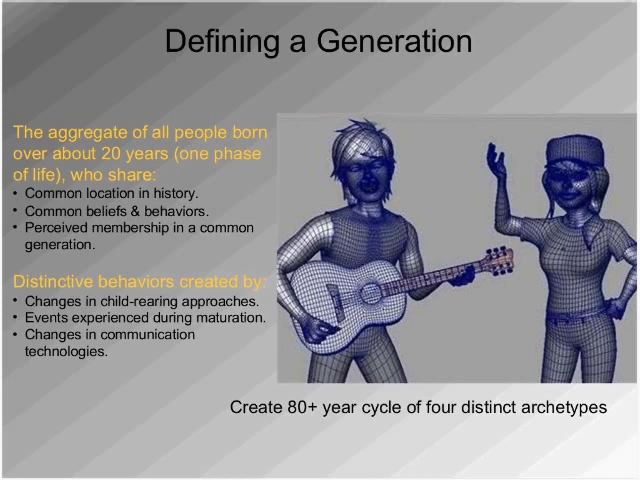 Defining a Generation
The aggregate of all people born
over about 20 years (one phase
of life), who share:
• Common location in history.
• Common beliefs & behaviors.
• Perceived membership in a common
generation.
Distinctive behaviors created by:
• Changes in child-rearing approaches.
• Events experienced during maturation.
• Changes in communication
technologies.
Create 80+ year cycle of four distinct archetypes